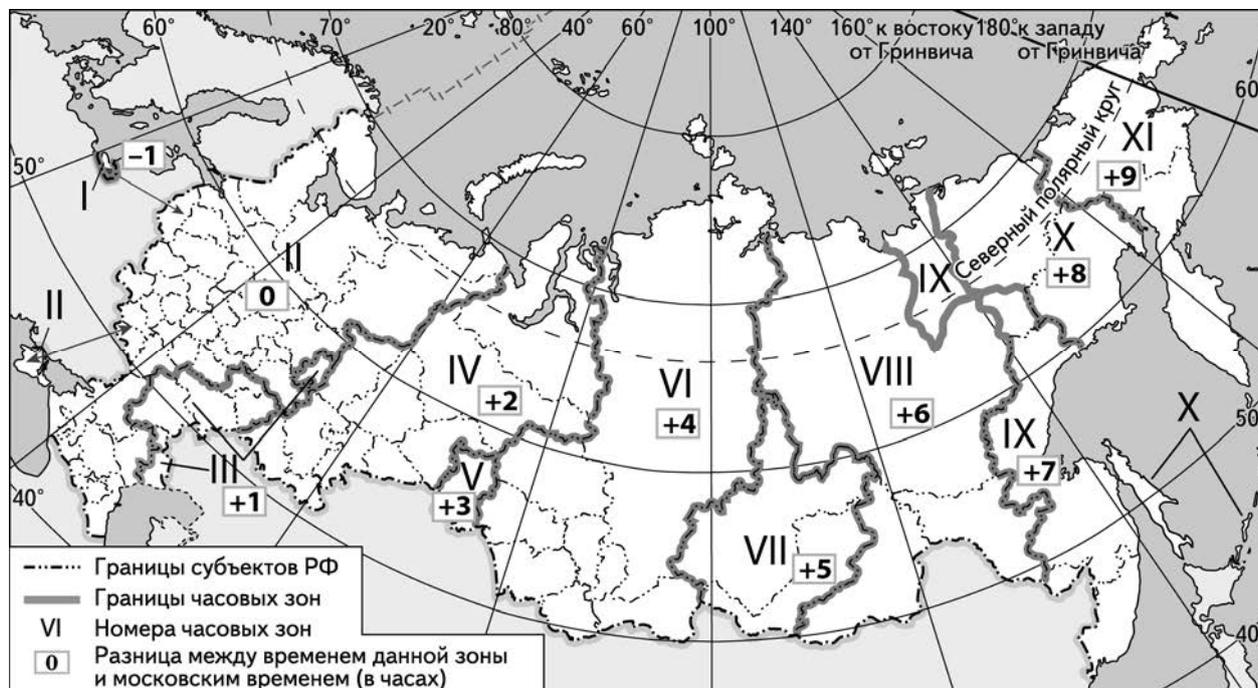 60° 70° 20° 40° 60° 100° 140° 160° к востоку 180° к западу
от Гринвича от Гринвича
60
50°
–1
I
II
0
II
III
+1
40°
IV
+2
V
+3
VI
+4
VII
+5
VIII
+6
IX
IX
+7
X
+8
XI
+9
Северный полярный круг
X
50
40
Границы субъектов РФ
Границы часовых зон
VI Номера часовых зон
0 Разница между временем данной зоны
и московским временем (в часах)